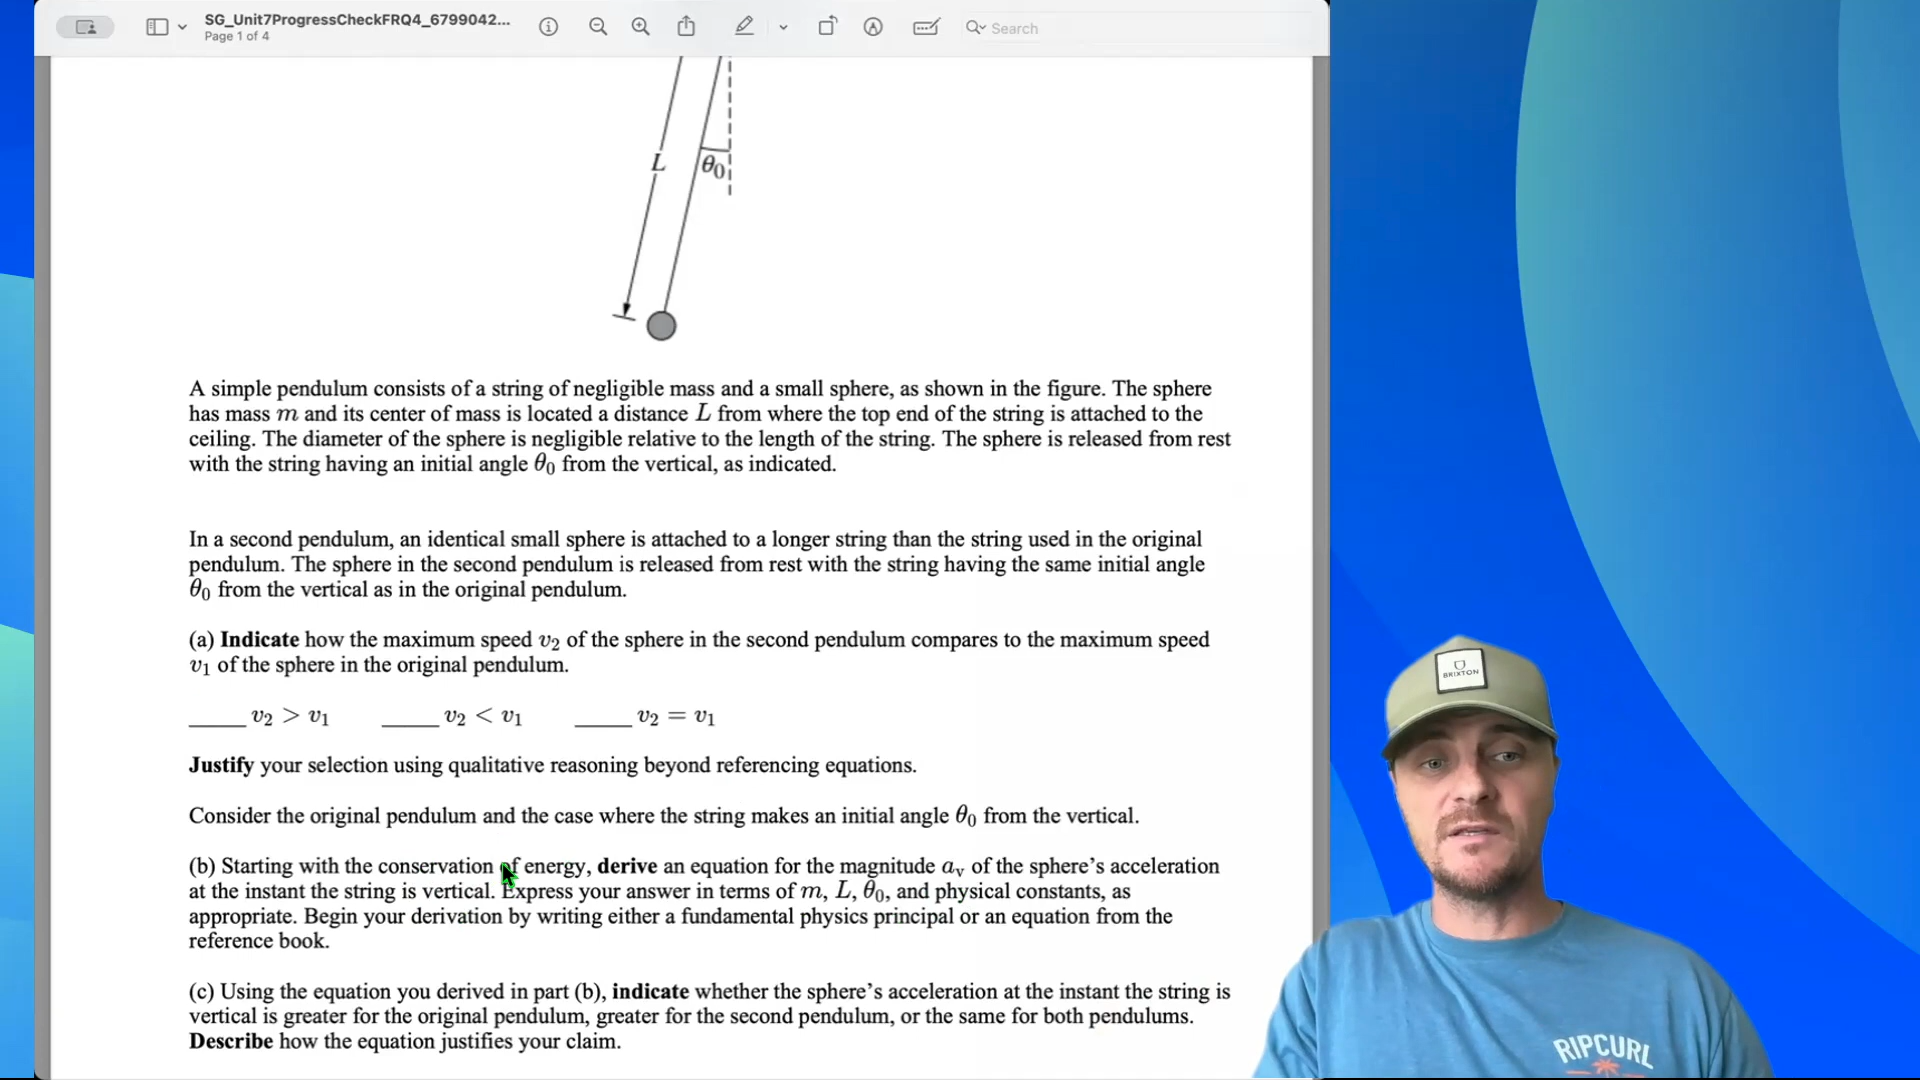 SG_Unit7ProgressCheckFRQ4_6799042...
Page 1 of 4
Search
L
θ0
A simple pendulum consists of a string of negligible mass and a small sphere, as shown in the figure. The sphere
has mass m and its center of mass is located a distance L from where the top end of the string is attached to the
ceiling. The diameter of the sphere is negligible relative to the length of the string. The sphere is released from rest
with the string having an initial angle θ0 from the vertical, as indicated.
In a second pendulum, an identical small sphere is attached to a longer string than the string used in the original
pendulum. The sphere in the second pendulum is released from rest with the string having the same initial angle
θ0 from the vertical as in the original pendulum.
(a) Indicate how the maximum speed v2 of the sphere in the second pendulum compares to the maximum speed
v1 of the sphere in the original pendulum.
_____ v2 > v1 _____ v2 < v1 _____ v2 = v1
Justify your selection using qualitative reasoning beyond referencing equations.
Consider the original pendulum and the case where the string makes an initial angle θ0 from the vertical.
(b) Starting with the conservation of energy, derive an equation for the magnitude av of the sphere's acceleration
at the instant the string is vertical. Express your answer in terms of m, L, θ0, and physical constants, as
appropriate. Begin your derivation by writing either a fundamental physics principal or an equation from the
reference book.
(c) Using the equation you derived in part (b), indicate whether the sphere's acceleration at the instant the string is
vertical is greater for the original pendulum, greater for the second pendulum, or the same for both pendulums.
Describe how the equation justifies your claim.
BRIXTON
RIPCURL